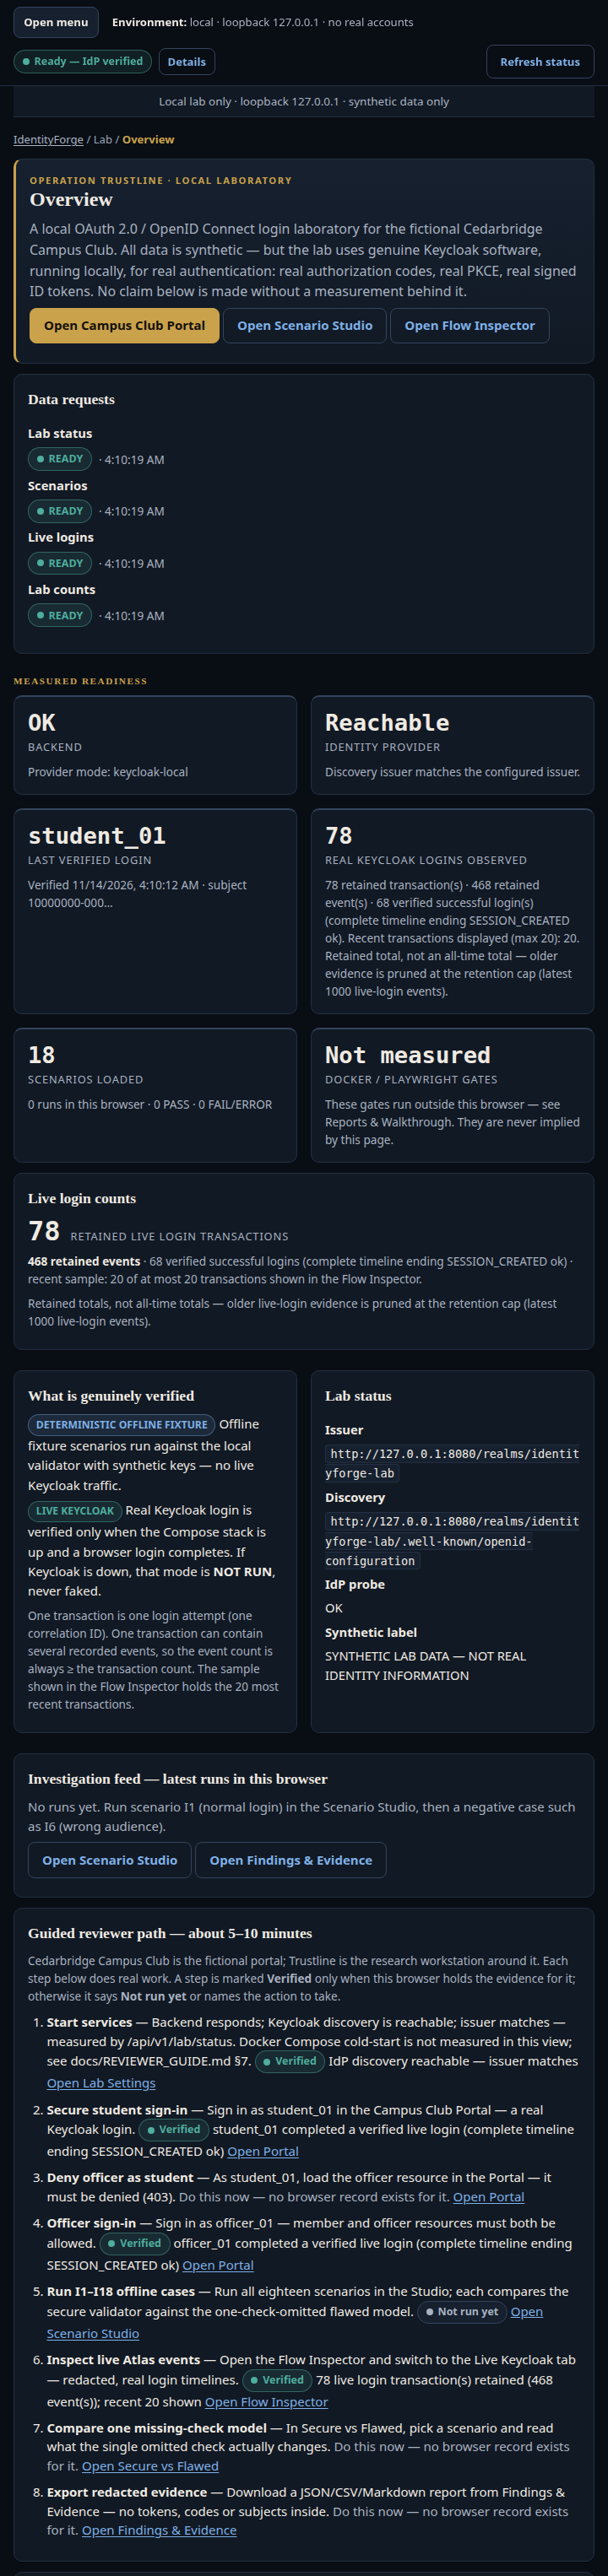 Open menu
Environment: local · loopback 127.0.0.1 · no real accounts
Ready — IdP verified
Details
Refresh status
Local lab only · loopback 127.0.0.1 · synthetic data only
IdentityForge / Lab / Overview
OPERATION TRUSTLINE · LOCAL LABORATORY
Overview
A local OAuth 2.0 / OpenID Connect login laboratory for the fictional Cedarbridge
Campus Club. All data is synthetic — but the lab uses genuine Keycloak software,
running locally, for real authentication: real authorization codes, real PKCE, real signed
ID tokens. No claim below is made without a measurement behind it.
Open Campus Club Portal
Open Scenario Studio
Open Flow Inspector
Data requests
Lab status
READY · 4:10:19 AM
Scenarios
READY · 4:10:19 AM
Live logins
READY · 4:10:19 AM
Lab counts
READY · 4:10:19 AM
MEASURED READINESS
OK
BACKEND
Provider mode: keycloak-local
Reachable
IDENTITY PROVIDER
Discovery issuer matches the configured issuer.
student_01
LAST VERIFIED LOGIN
Verified 11/14/2026, 4:10:12 AM · subject
10000000-000…
78
REAL KEYCLOAK LOGINS OBSERVED
78 retained transaction(s) · 468 retained
event(s) · 68 verified successful login(s)
(complete timeline ending SESSION_CREATED
ok). Recent transactions displayed (max 20): 20.
Retained total, not an all-time total — older
evidence is pruned at the retention cap (latest
1000 live-login events).
18
SCENARIOS LOADED
0 runs in this browser · 0 PASS · 0 FAIL/ERROR
Not measured
DOCKER / PLAYWRIGHT GATES
These gates run outside this browser — see
Reports & Walkthrough. They are never implied
by this page.
Live login counts
78 RETAINED LIVE LOGIN TRANSACTIONS
468 retained events · 68 verified successful logins (complete timeline ending SESSION_CREATED ok) ·
recent sample: 20 of at most 20 transactions shown in the Flow Inspector.
Retained totals, not all-time totals — older live-login evidence is pruned at the retention cap (latest
1000 live-login events).
What is genuinely verified
DETERMINISTIC OFFLINE FIXTURE Offline
fixture scenarios run against the local
validator with synthetic keys — no live
Keycloak traffic.
LIVE KEYCLOAK Real Keycloak login is
verified only when the Compose stack is
up and a browser login completes. If
Keycloak is down, that mode is NOT RUN,
never faked.
One transaction is one login attempt (one
correlation ID). One transaction can contain
several recorded events, so the event count is
always ≥ the transaction count. The sample
shown in the Flow Inspector holds the 20 most
recent transactions.
Lab status
Issuer
http://127.0.0.1:8080/realms/identit
yforge-lab
Discovery
http://127.0.0.1:8080/realms/identit
yforge-lab/.well-known/openid-
configuration
IdP probe
OK
Synthetic label
SYNTHETIC LAB DATA — NOT REAL
IDENTITY INFORMATION
Investigation feed — latest runs in this browser
No runs yet. Run scenario I1 (normal login) in the Scenario Studio, then a negative case such
as I6 (wrong audience).
Open Scenario Studio
Open Findings & Evidence
Guided reviewer path — about 5–10 minutes
Cedarbridge Campus Club is the fictional portal; Trustline is the research workstation around it. Each
step below does real work. A step is marked Verified only when this browser holds the evidence for it;
otherwise it says Not run yet or names the action to take.
1. Start services — Backend responds; Keycloak discovery is reachable; issuer matches —
measured by /api/v1/lab/status. Docker Compose cold-start is not measured in this view;
see docs/REVIEWER_GUIDE.md §7. Verified IdP discovery reachable — issuer matches
Open Lab Settings
2. Secure student sign-in — Sign in as student_01 in the Campus Club Portal — a real
Keycloak login. Verified student_01 completed a verified live login (complete timeline
ending SESSION_CREATED ok) Open Portal
3. Deny officer as student — As student_01, load the officer resource in the Portal — it
must be denied (403). Do this now — no browser record exists for it. Open Portal
4. Officer sign-in — Sign in as officer_01 — member and officer resources must both be
allowed. Verified officer_01 completed a verified live login (complete timeline ending
SESSION_CREATED ok) Open Portal
5. Run I1–I18 offline cases — Run all eighteen scenarios in the Studio; each compares the
secure validator against the one-check-omitted flawed model. Not run yet Open
Scenario Studio
6. Inspect live Atlas events — Open the Flow Inspector and switch to the Live Keycloak tab
— redacted, real login timelines. Verified 78 live login transaction(s) retained (468
event(s)); recent 20 shown Open Flow Inspector
7. Compare one missing-check model — In Secure vs Flawed, pick a scenario and read
what the single omitted check actually changes. Do this now — no browser record exists
for it. Open Secure vs Flawed
8. Export redacted evidence — Download a JSON/CSV/Markdown report from Findings &
Evidence — no tokens, codes or subjects inside. Do this now — no browser record exists
for it. Open Findings & Evidence